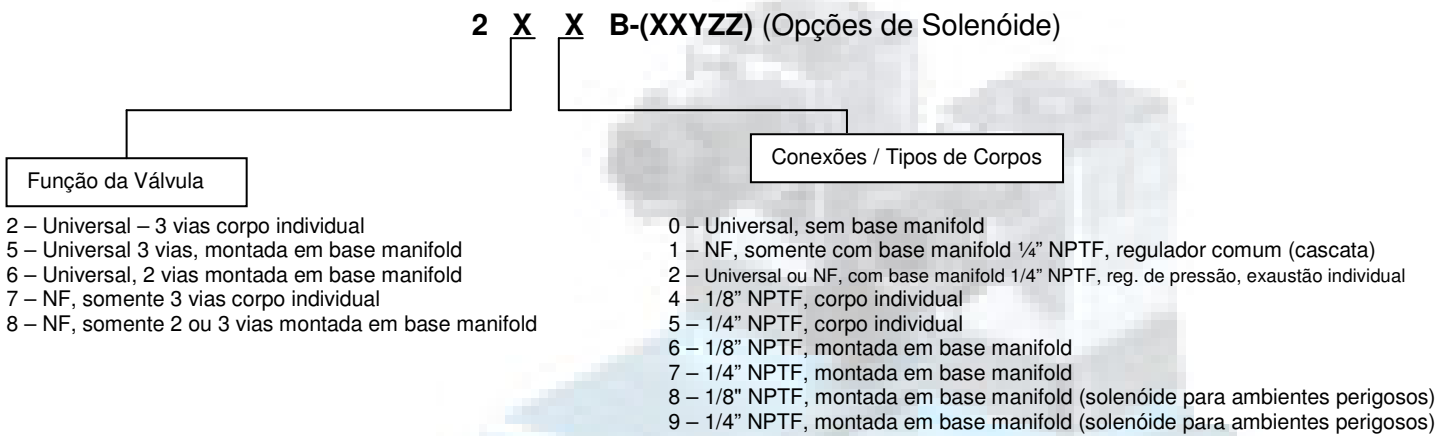 2 X X B-(XXYZZ) (Opções de Solenóide)
Função da Válvula
2 – Universal – 3 vias corpo individual
5 – Universal 3 vias, montada em base manifold
6 – Universal, 2 vias montada em base manifold
7 – NF, somente 3 vias corpo individual
8 – NF, somente 2 ou 3 vias montada em base manifold
Conexões / Tipos de Corpos
0 – Universal, sem base manifold
1 – NF, somente com base manifold ¼” NPTF, regulador comum (cascata)
2 – Universal ou NF, com base manifold 1/4” NPTF, reg. de pressão, exaustão individual
4 – 1/8” NPTF, corpo individual
5 – 1/4” NPTF, corpo individual
6 – 1/8” NPTF, montada em base manifold
7 – 1/4” NPTF, montada em base manifold
8 – 1/8" NPTF, montada em base manifold (solenóide para ambientes perigosos)
9 – 1/4” NPTF, montada em base manifold (solenóide para ambientes perigosos)